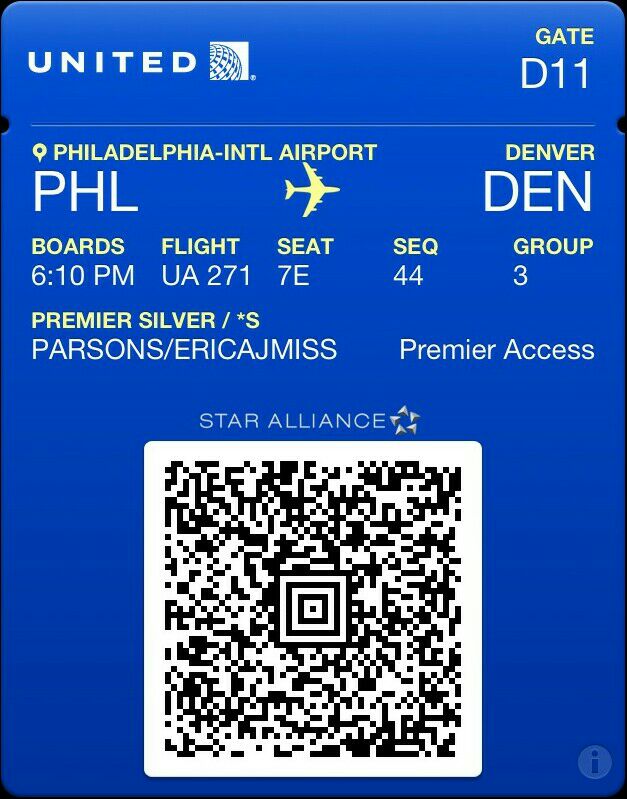 UNITED
GATE
D11
PHILADELPHIA-INTL AIRPORT DENVER
PHL DEN
BOARDS FLIGHT SEAT SEQ GROUP
6:10 PM UA 271 7E 44 3
PREMIER SILVER / *S
PARSONS/ERICAJMISS Premier Access
STAR ALLIANCE
i